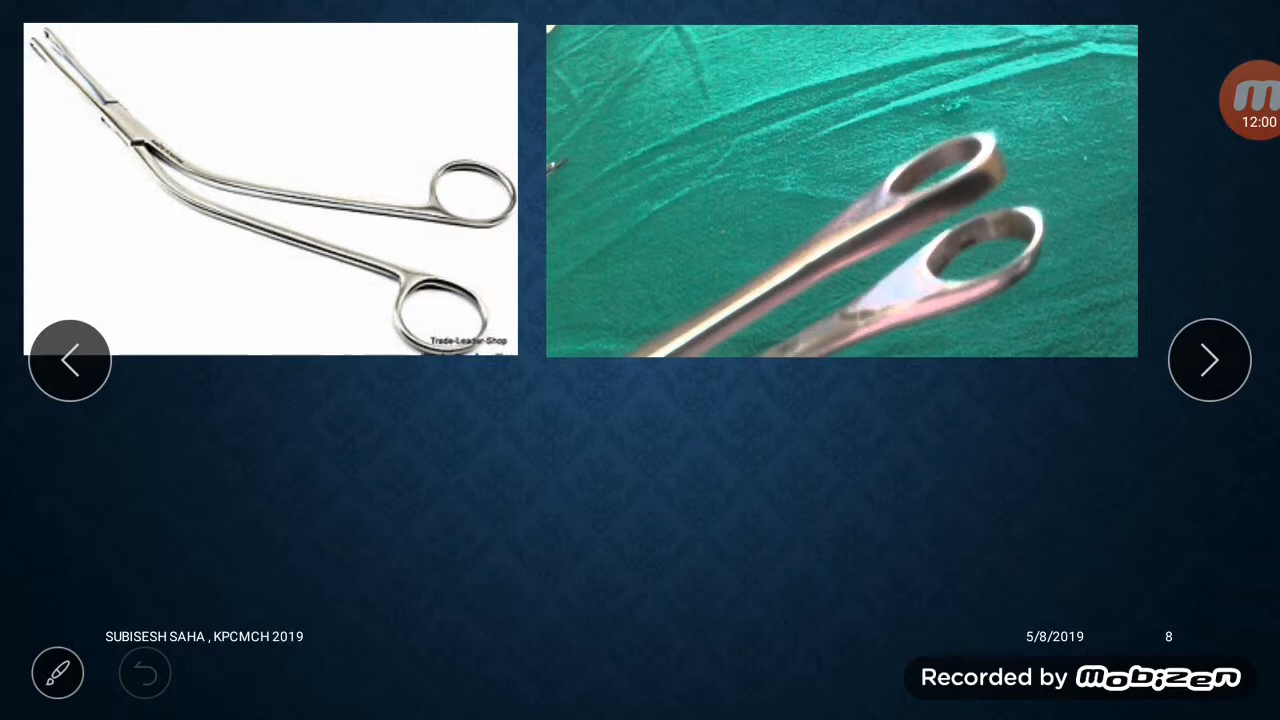 12:00
Trade-Leader-Shop
SUBISESH SAHA , KPCMCH 2019
5/8/2019
8
Recorded by mobizen